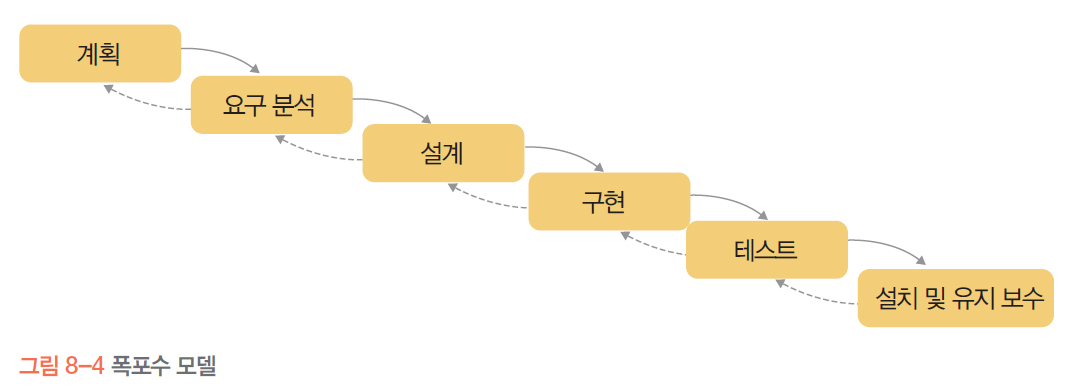 계획
요구 분석
설계
구현
테스트
설치 및 유지 보수
그림 8–4 폭포수 모델